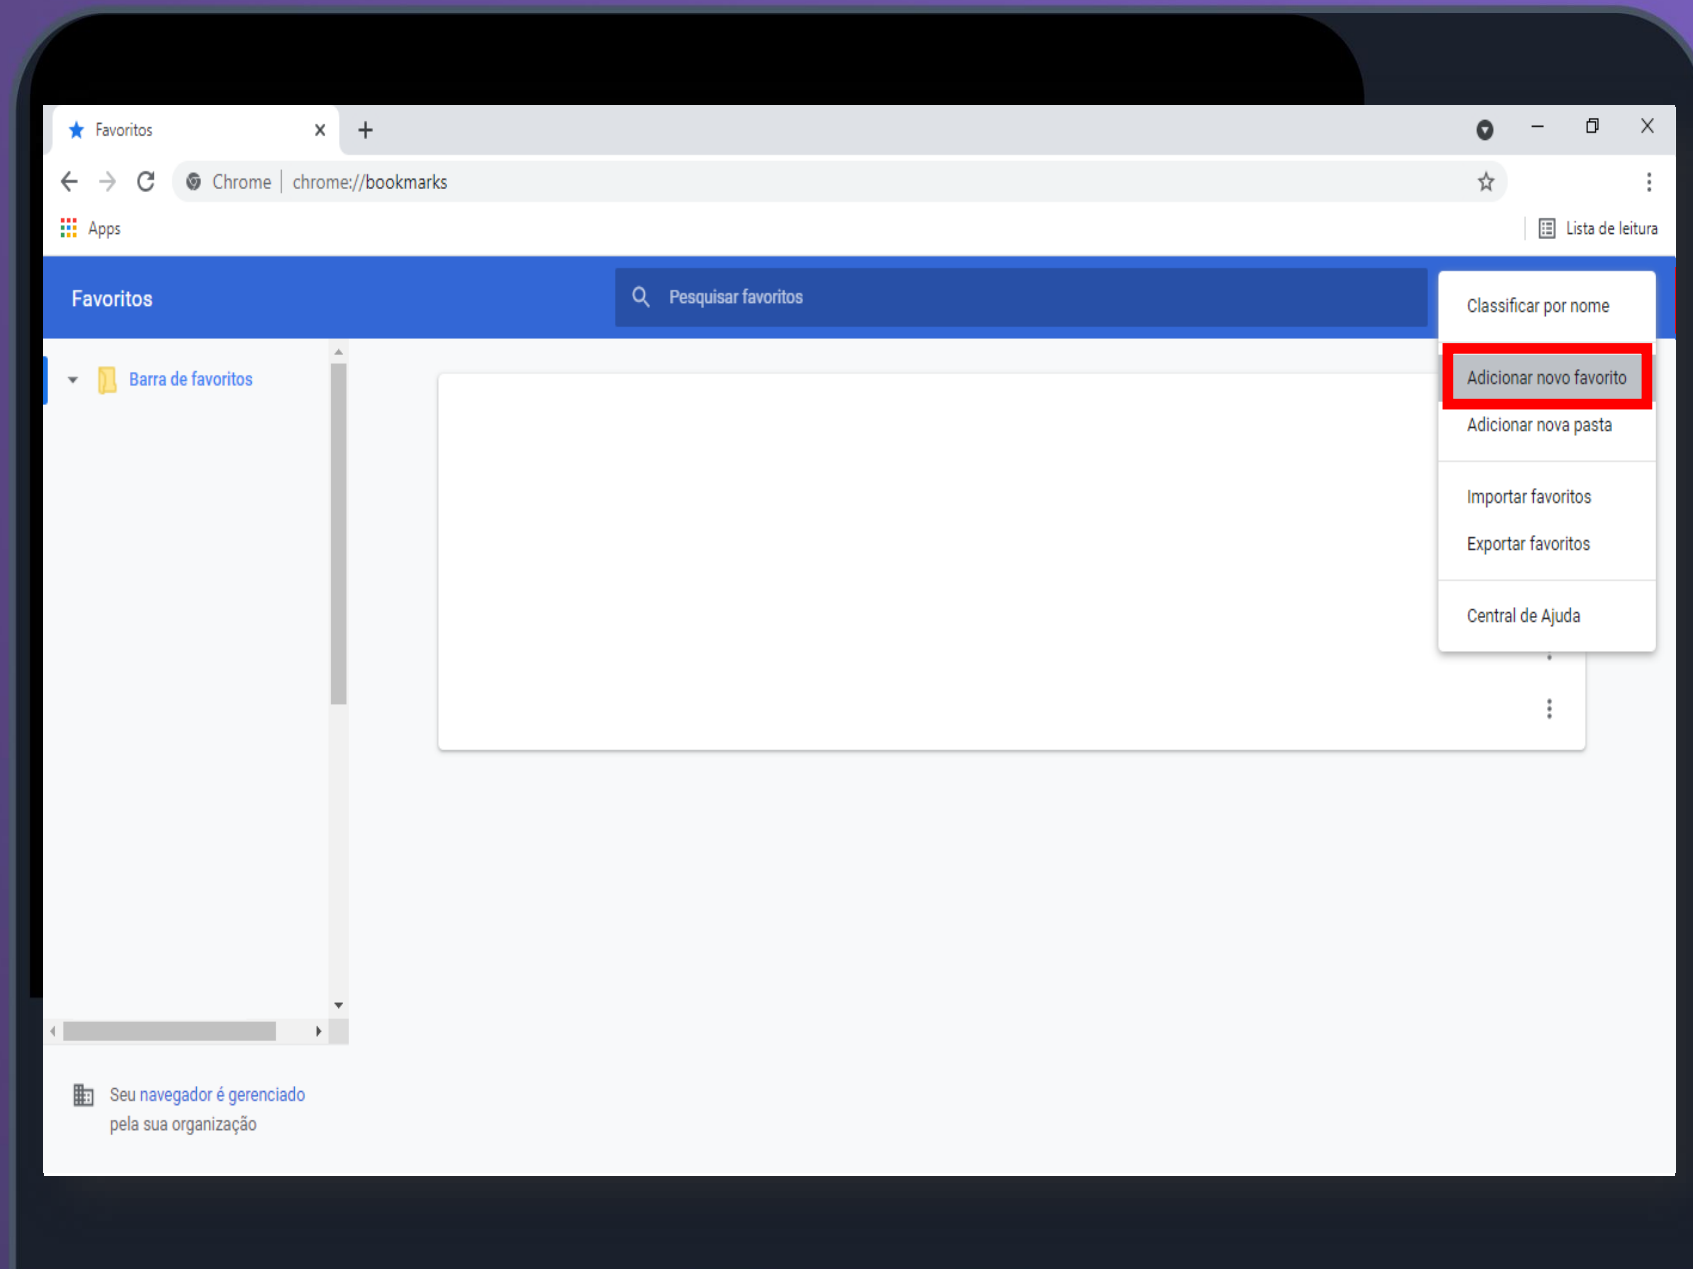 Favoritos
Chrome chrome://bookmarks
Apps
Lista de leitura
Favoritos
Pesquisar favoritos
Classificar por nome
Adicionar novo favorito
Adicionar nova pasta
Importar favoritos
Exportar favoritos
Central de Ajuda
Barra de favoritos
Seu navegador é gerenciado
pela sua organização